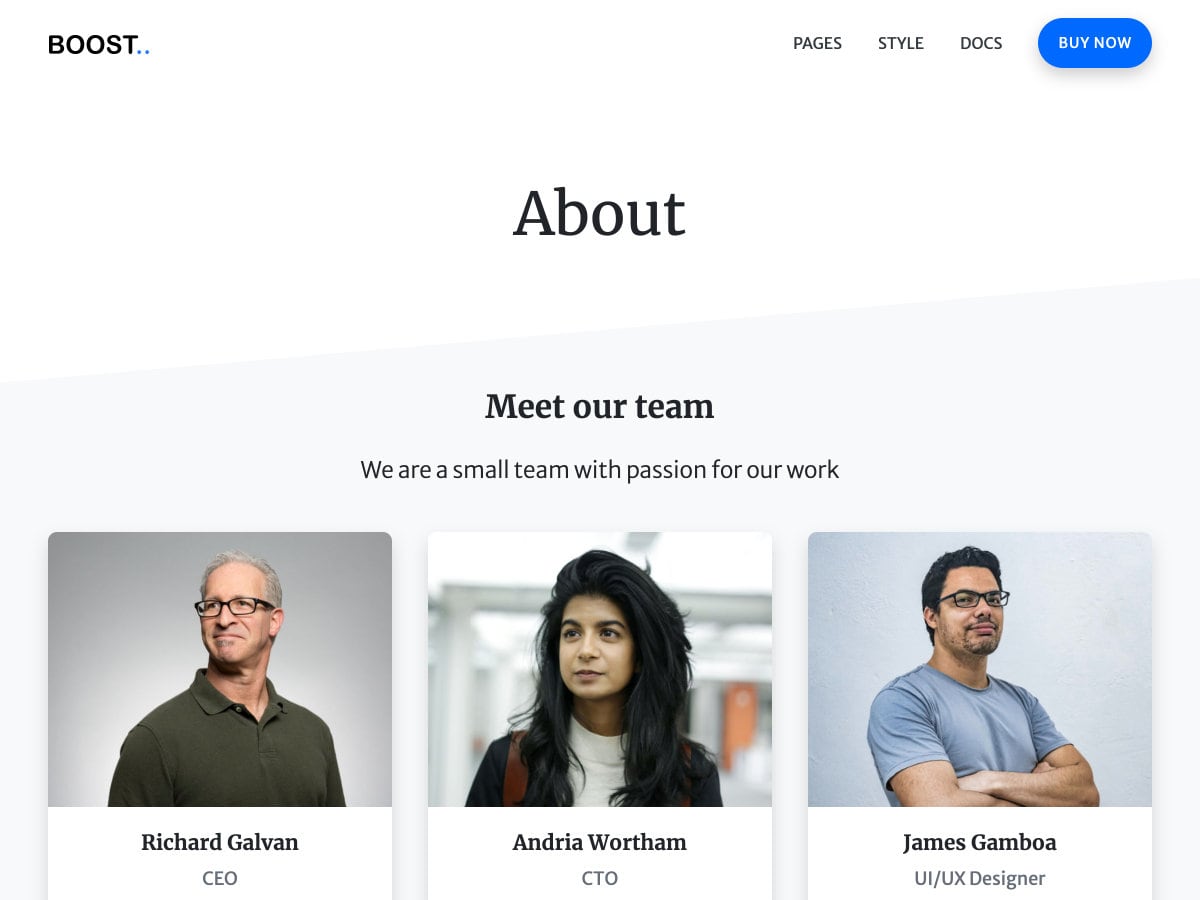 BOOST..
PAGES STYLE DOCS BUY NOW
About
Meet our team
We are a small team with passion for our work
Richard Galvan Andria Wortham James Gamboa
CEO CTO UI/UX Designer